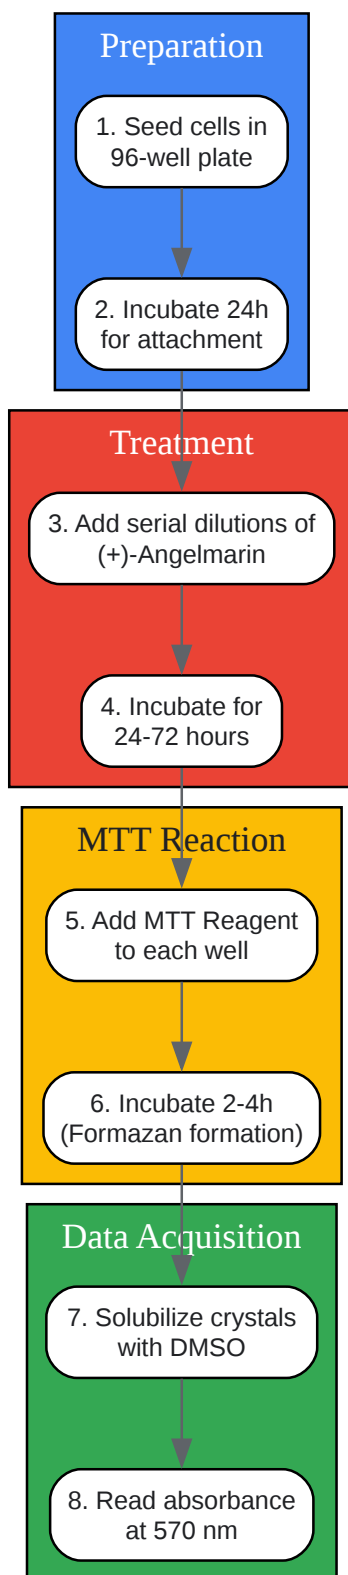 Preparation
1. Seed cells in
96-well plate
2. Incubate 24h
for attachment
Treatment
3. Add serial dilutions of
(+)-Angelmarin
4. Incubate for
24-72 hours
MTT Reaction
5. Add MTT Reagent
to each well
6. Incubate 2-4h
(Formazan formation)
Data Acquisition
7. Solubilize crystals
with DMSO
8. Read absorbance
at 570 nm